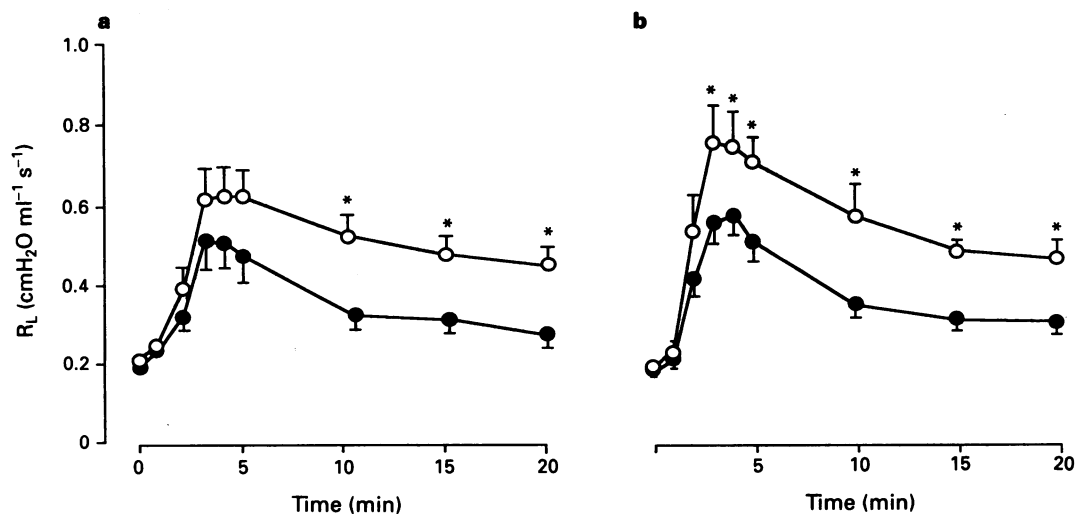 a
b
1.0
0.8
0.6
0.4
0.2
0
R_L (cmH₂O ml⁻¹ s⁻¹)
* * *
* * * * * *
0 5 10 15 20
Time (min)
5 10 15 20
Time (min)